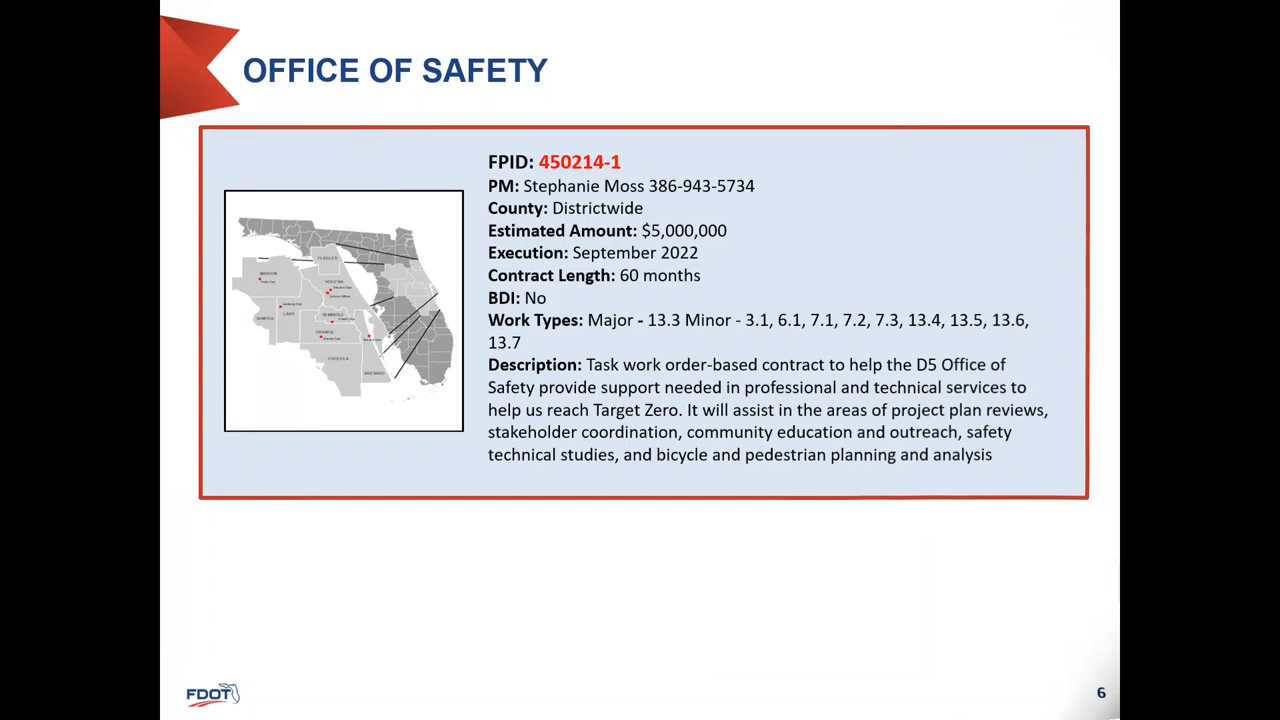 OFFICE OF SAFETY
FPID: 450214-1
PM: Stephanie Moss 386-943-5734
County: Districtwide
Estimated Amount: $5,000,000
Execution: September 2022
Contract Length: 60 months
BDI: No
Work Types: Major - 13.3 Minor - 3.1, 6.1, 7.1, 7.2, 7.3, 13.4, 13.5, 13.6,
13.7
Description: Task work order-based contract to help the D5 Office of
Safety provide support needed in professional and technical services to
help us reach Target Zero. It will assist in the areas of project plan reviews,
stakeholder coordination, community education and outreach, safety
technical studies, and bicycle and pedestrian planning and analysis
FLAGLER
MARION
VOLUSIA
SUMTER
LAKE
SEMINOLE
ORANGE
OSCEOLA
BREVARD
FDOT
6